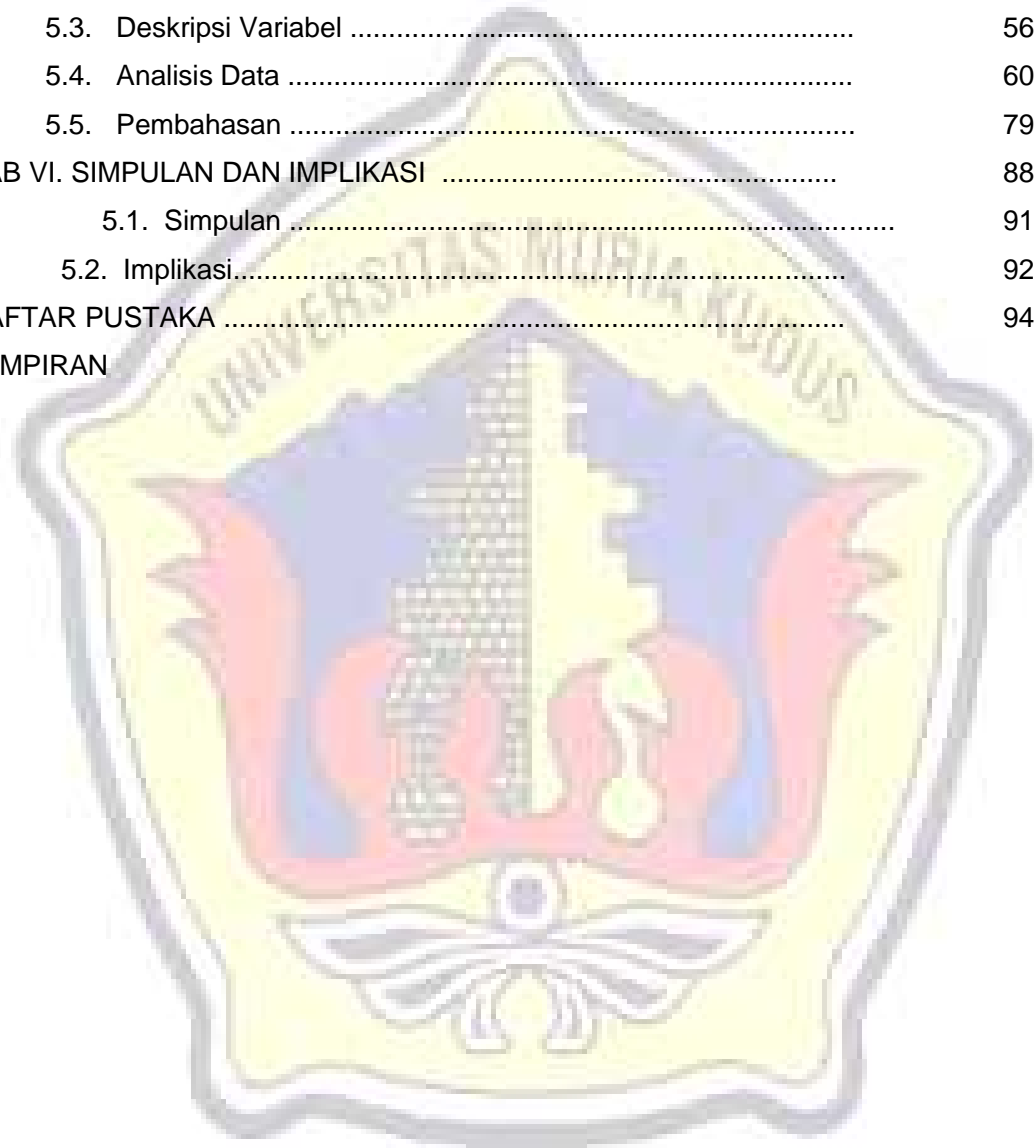 5.3. Deskripsi Variabel ................................................................. 56
5.4. Analisis Data ......................................................................... 60
5.5. Pembahasan ......................................................................... 79
AB VI. SIMPULAN DAN IMPLIKASI ................................................... 88
5.1. Simpulan .............................................................................. 91
5.2. Implikasi............................................................................... 92
AFTAR PUSTAKA ................................................................................ 94
MPIRAN
UNIVERSITAS MURIA KUDUS